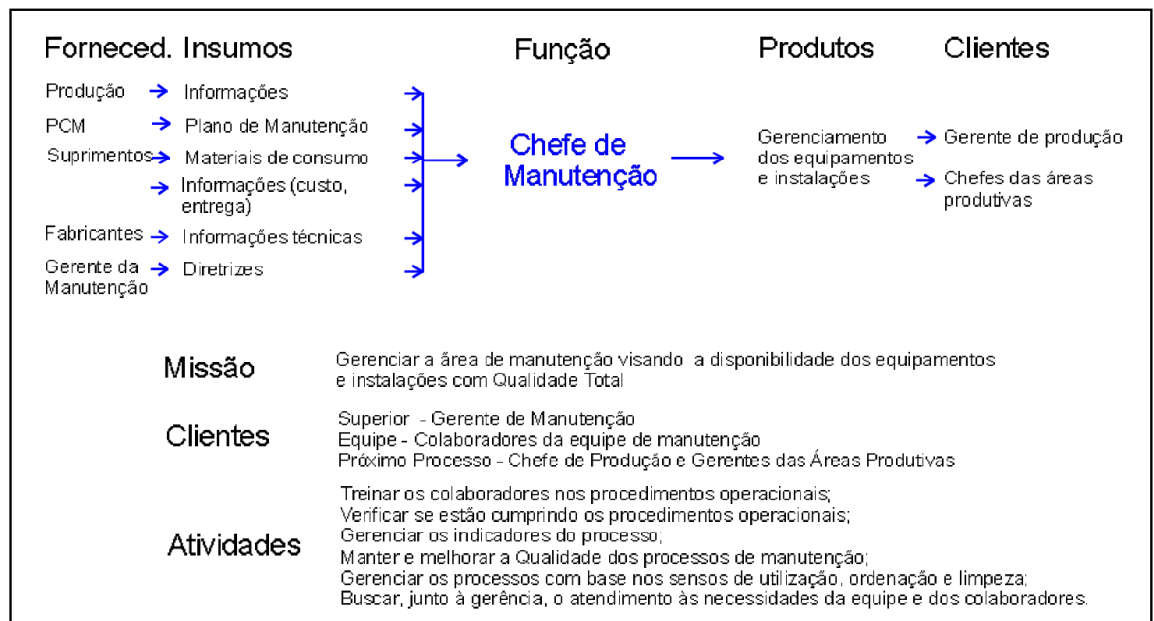 Forneced. Insumos Função Produtos Clientes
Produção Informações
PCM Plano de Manutenção
Suprimentos Materiais de consumo
Informações (custo,
entrega)
Fabricantes Informações técnicas
Gerente da
Manutenção
Diretrizes
Chefe de
Manutenção
Gerenciamento
dos equipamentos
e instalações
Gerente de produção
Chefes das áreas
produtivas
Missão
Gerenciar a área de manutenção visando a disponibilidade dos equipamentos
e instalações com Qualidade Total
Clientes
Superior - Gerente de Manutenção
Equipe - Colaboradores da equipe de manutenção
Próximo Processo - Chefe de Produção e Gerentes das Áreas Produtivas
Atividades
Treinar os colaboradores nos procedimentos operacionais;
Verificar se estão cumprindo os procedimentos operacionais;
Gerenciar os indicadores do processo;
Manter e melhorar a Qualidade dos processos de manutenção;
Gerenciar os processos com base nos sensos de utilização, ordenação e limpeza;
Buscar, junto à gerência, o atendimento às necessidades da equipe e dos colaboradores.